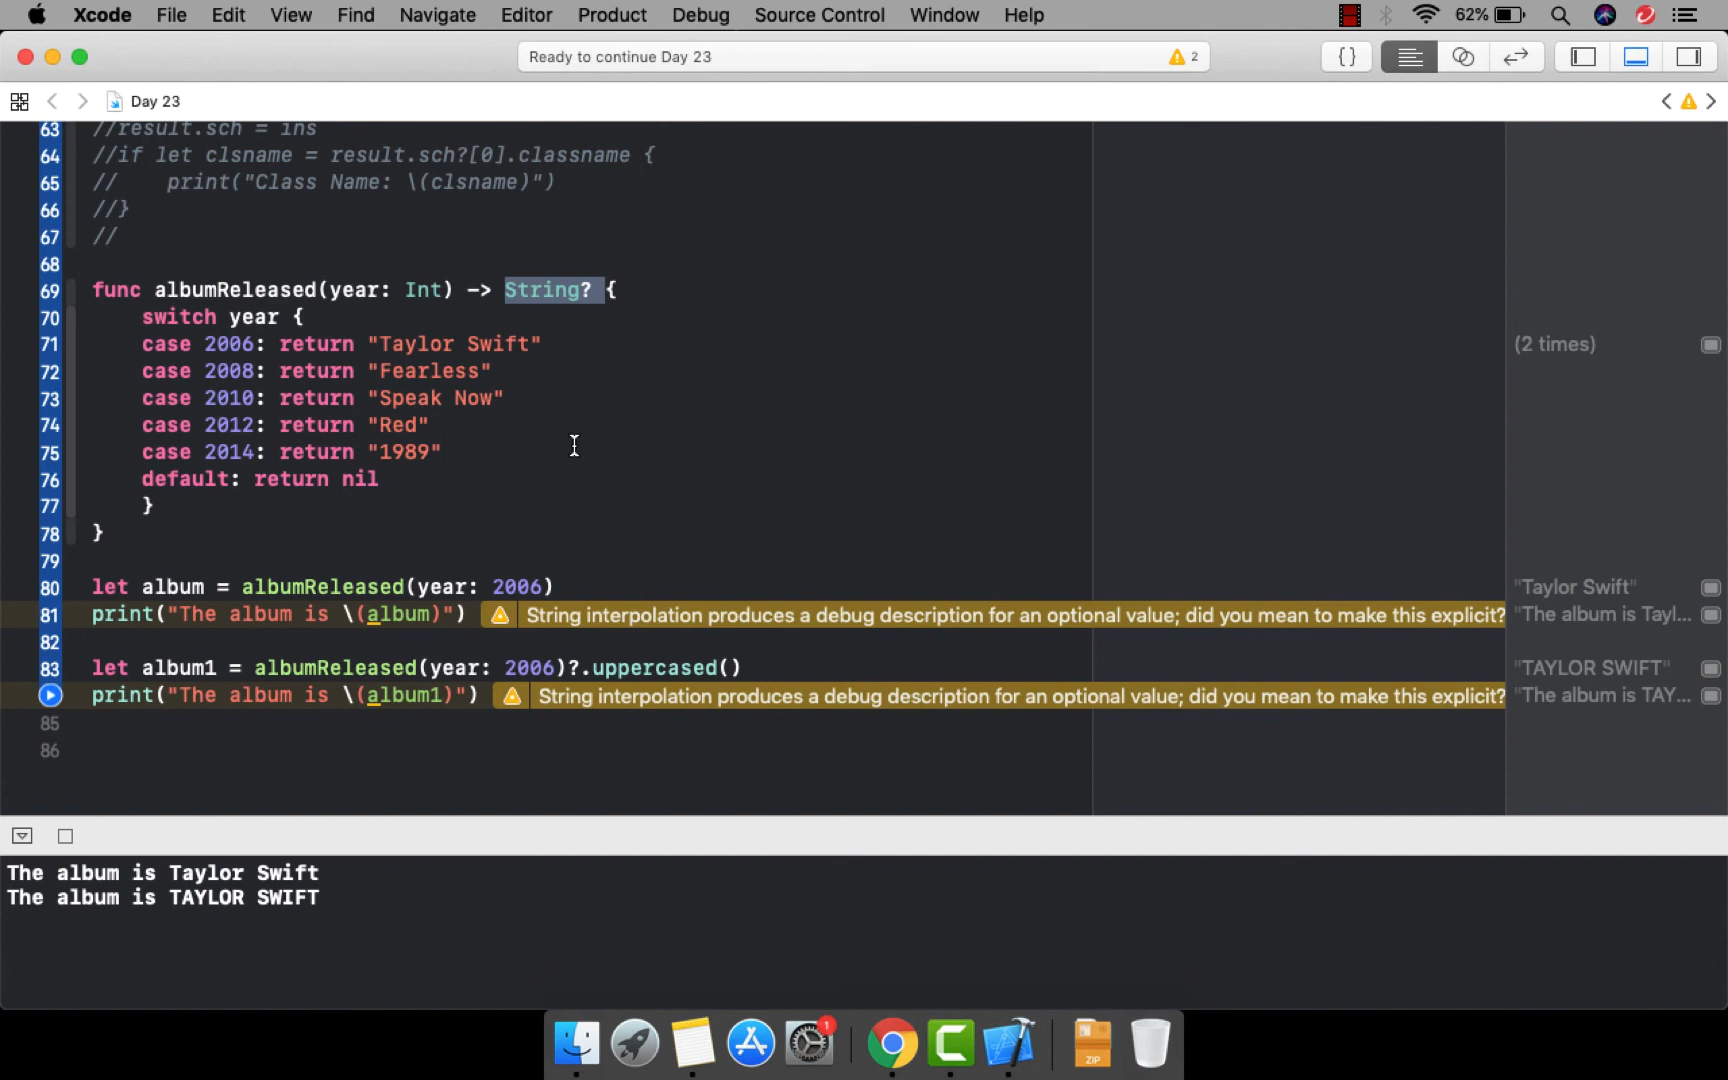 Xcode File Edit View Find Navigate Editor Product Debug Source Control Window Help 62%
Ready to continue Day 23 2
Day 23
63 //result.sch = ins
64 //if let clsname = result.sch?[0].classname {
65 // print("Class Name: \(clsname)")
66 //}
67 //
68
69 func albumReleased(year: Int) -> String? {
70 switch year {
71 case 2006: return "Taylor Swift" (2 times)
72 case 2008: return "Fearless"
73 case 2010: return "Speak Now"
74 case 2012: return "Red"
75 case 2014: return "1989"
76 default: return nil
77 }
78 }
79
80 let album = albumReleased(year: 2006) "Taylor Swift"
81 print("The album is \(album)") String interpolation produces a debug description for an optional value; did you mean to make this explicit? "The album is Tayl...
82
83 let album1 = albumReleased(year: 2006)?.uppercased() "TAYLOR SWIFT"
print("The album is \(album1)") String interpolation produces a debug description for an optional value; did you mean to make this explicit? "The album is TAY...
85
86
The album is Taylor Swift
The album is TAYLOR SWIFT
1
ZIP